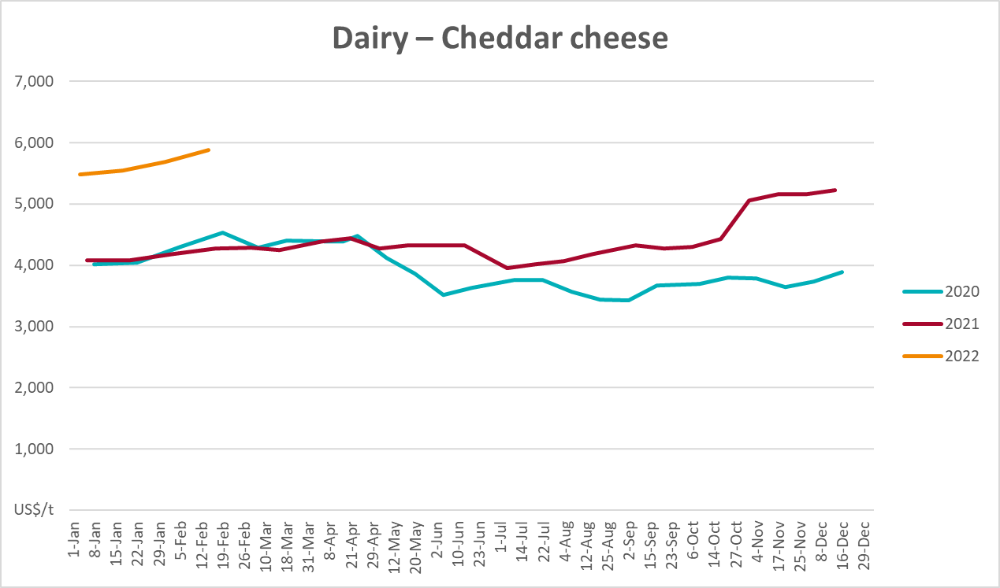 Dairy – Cheddar cheese
7,000
6,000
5,000
4,000
3,000
2,000
1,000
US$/t
1-Jan
8-Jan
15-Jan
22-Jan
29-Jan
5-Feb
12-Feb
19-Feb
26-Feb
10-Mar
18-Mar
31-Mar
8-Apr
21-Apr
29-Apr
12-May
20-May
2-Jun
10-Jun
23-Jun
1-Jul
14-Jul
22-Jul
4-Aug
12-Aug
25-Aug
2-Sep
15-Sep
23-Sep
6-Oct
14-Oct
27-Oct
4-Nov
17-Nov
25-Nov
8-Dec
16-Dec
29-Dec
2020
2021
2022